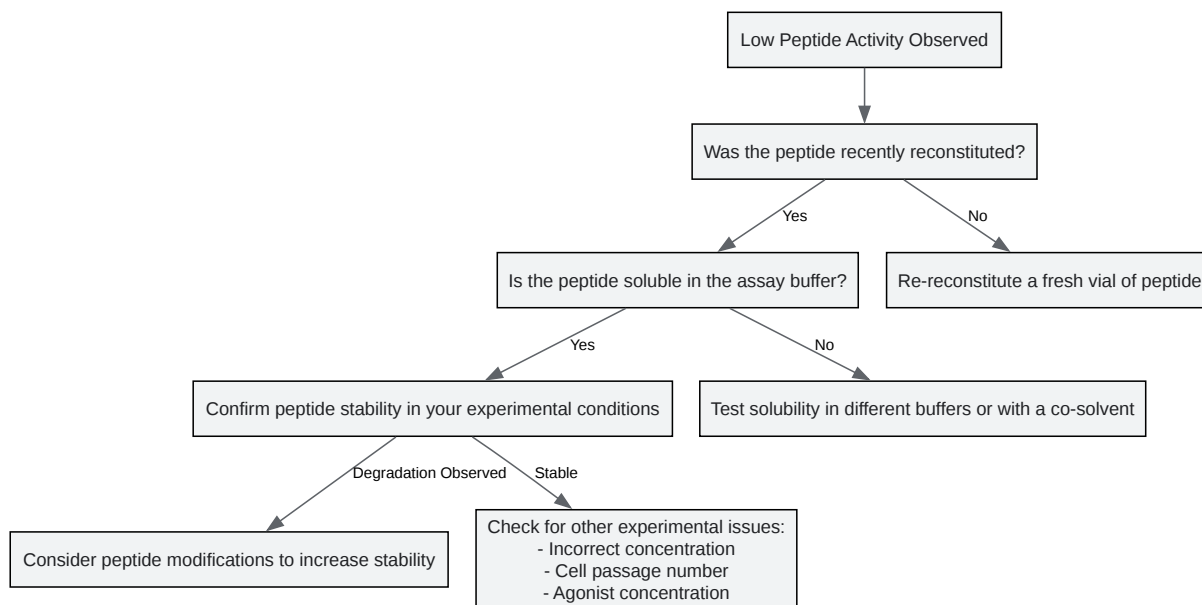 Low Peptide Activity Observed
Was the peptide recently reconstituted?
Yes
No
Is the peptide soluble in the assay buffer?
Re-reconstitute a fresh vial of peptide
Yes
No
Confirm peptide stability in your experimental conditions
Test solubility in different buffers or with a co-solvent
Degradation Observed
Stable
Consider peptide modifications to increase stability
Check for other experimental issues:
- Incorrect concentration
- Cell passage number
- Agonist concentration